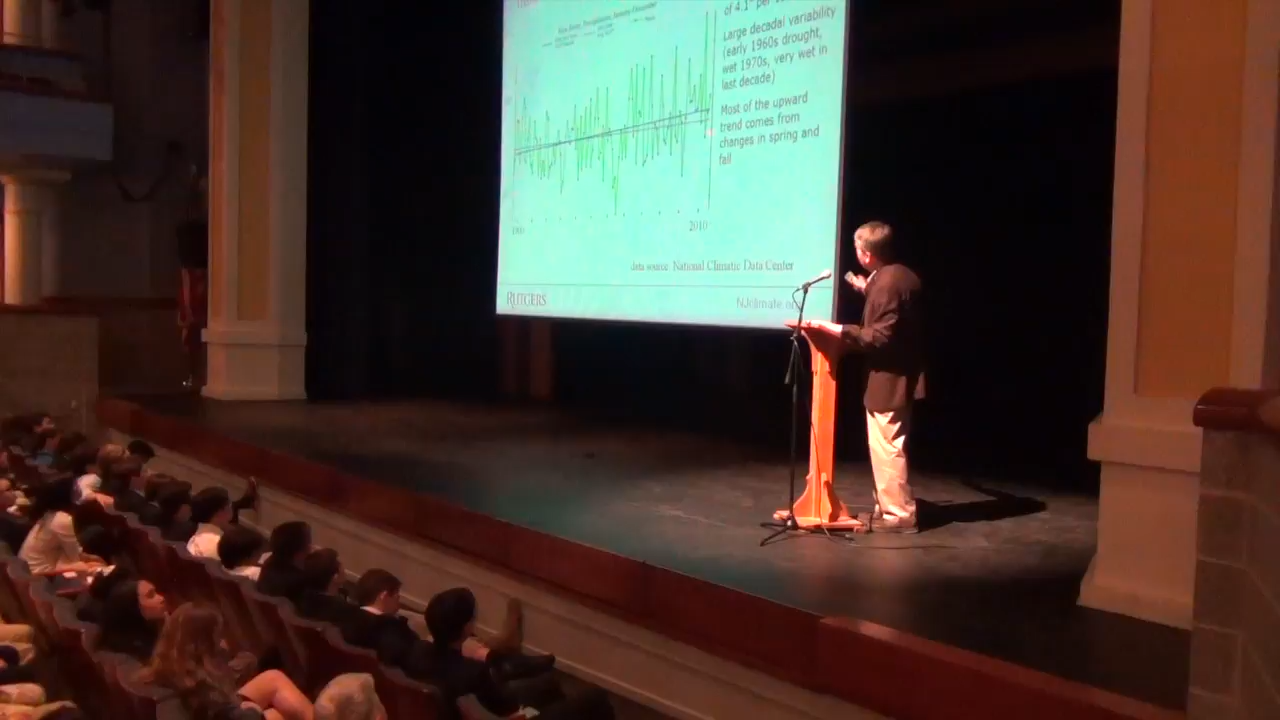 of 4.1" per
Large decadal variability
(early 1960s drought,
wet 1970s, very wet in
last decade)
Most of the upward
trend comes from
changes in spring and
fall
2010
data source: National Climatic Data Center
RUTGERS
NJclimate.